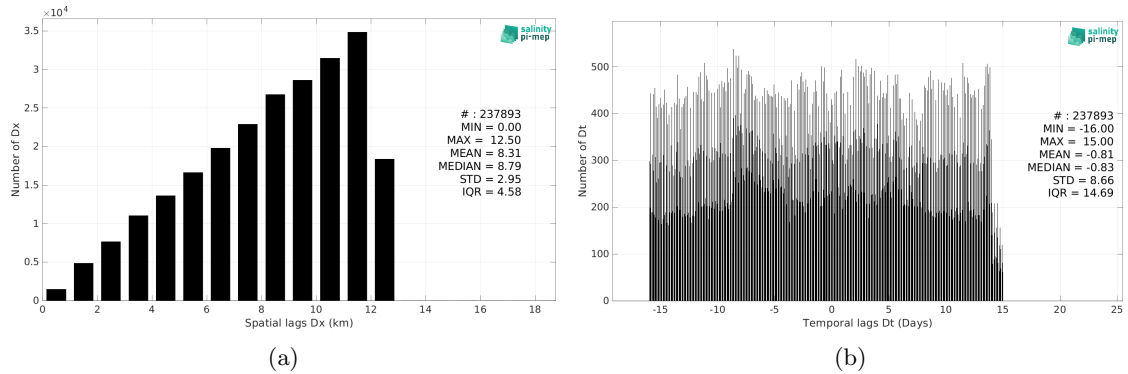 ×10⁴
3.5
3
2.5
2
1.5
1
0.5
0
0 2 4 6 8 10 12 14 16 18
Number of Dx
Spatial lags Dx (km)
salinity
pi-mep
# : 237893
MIN = 0.00
MAX = 12.50
MEAN = 8.31
MEDIAN = 8.79
STD = 2.95
IQR = 4.58
(a)
500
400
300
200
100
0
-15 -10 -5 0 5 10 15 20 25
Number of Dt
Temporal lags Dt (Days)
salinity
pi-mep
# : 237893
MIN = -16.00
MAX = 15.00
MEAN = -0.81
MEDIAN = -0.83
STD = 8.66
IQR = 14.69
(b)